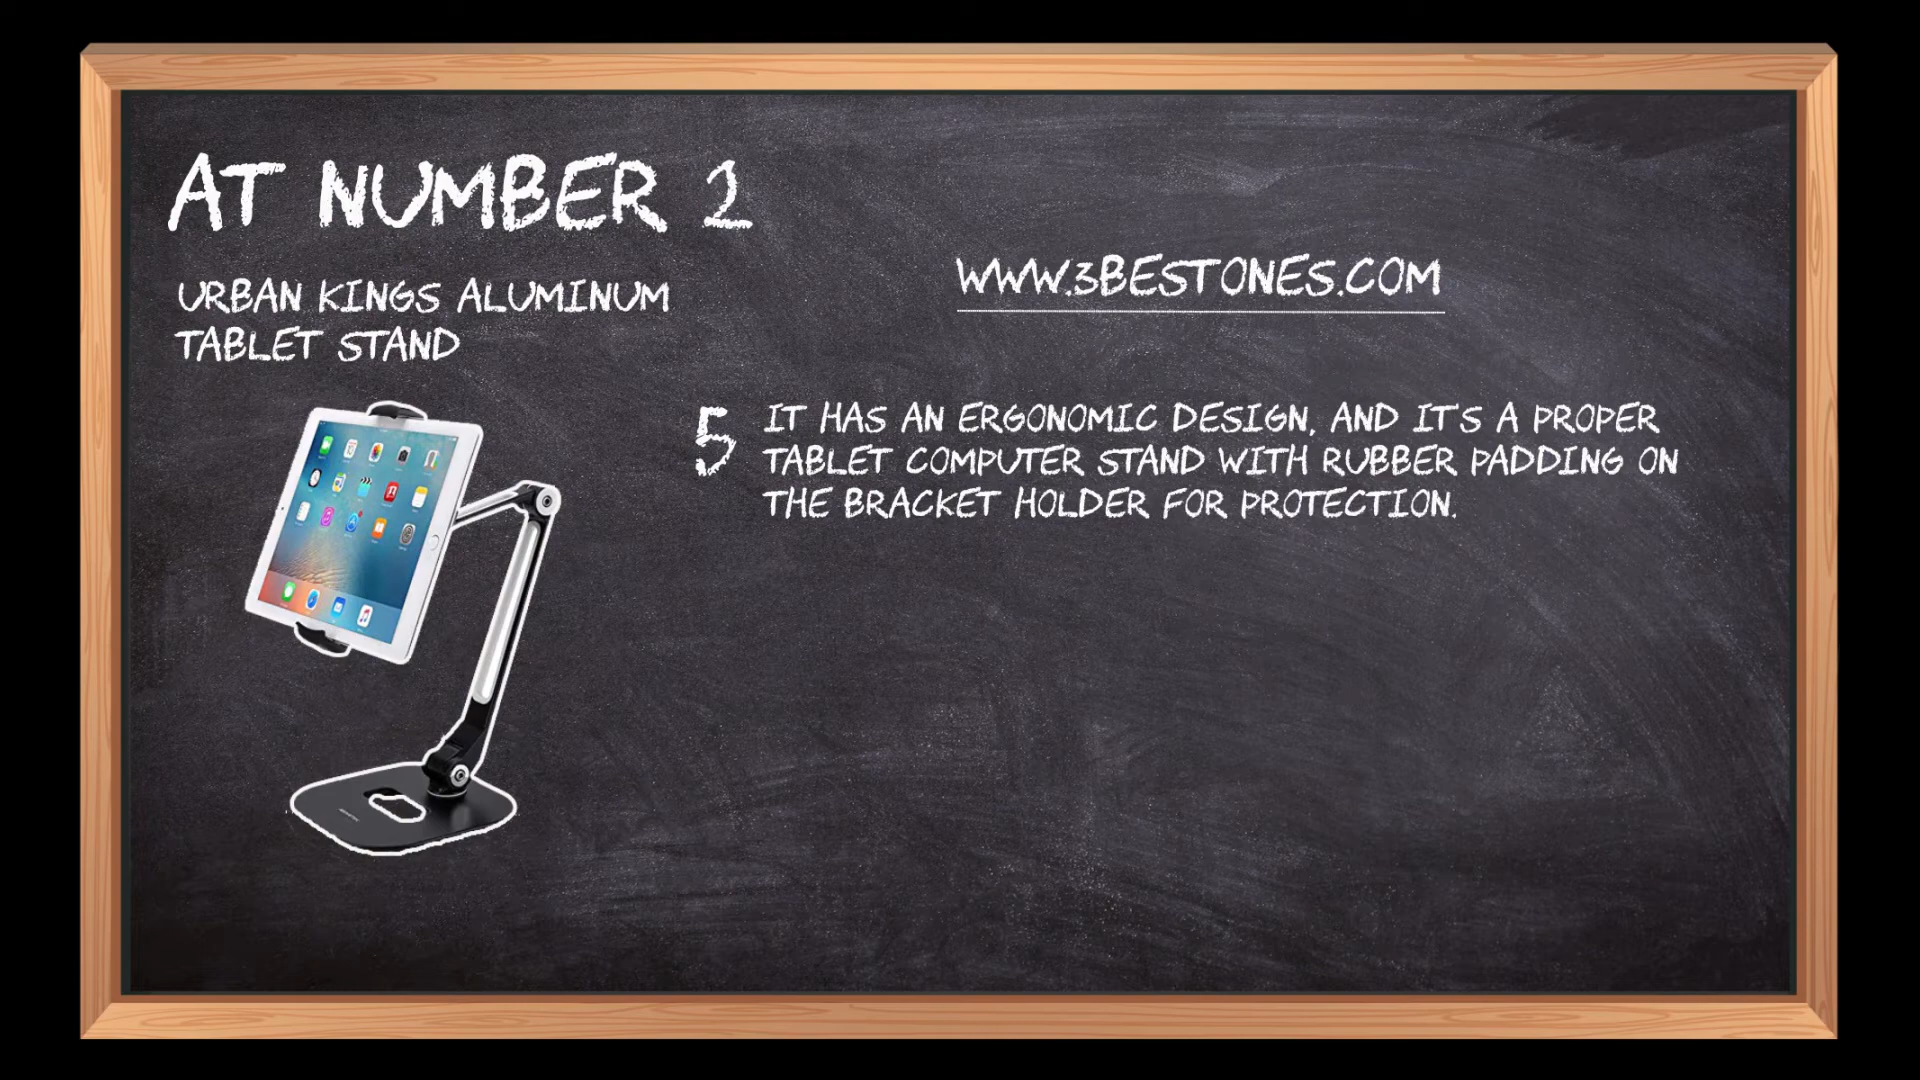 AT NUMBER 2
URBAN KINGS ALUMINUM
TABLET STAND
WWW.3BESTONES.COM
5 IT HAS AN ERGONOMIC DESIGN, AND IT'S A PROPER
TABLET COMPUTER STAND WITH RUBBER PADDING ON
THE BRACKET HOLDER FOR PROTECTION.